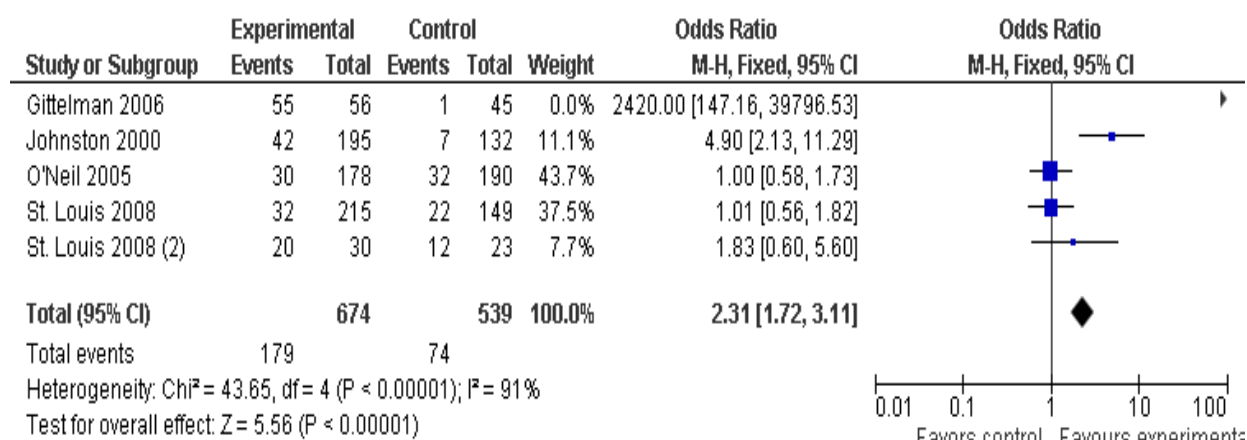 Experimental Control Odds Ratio Odds Ratio
Study or Subgroup Events Total Events Total Weight M-H, Fixed, 95% CI M-H, Fixed, 95% CI
Gittelman 2006 55 56 1 45 0.0% 2420.00 [147.16, 39796.53]
Johnston 2000 42 195 7 132 11.1% 4.90 [2.13, 11.29]
O'Neil 2005 30 178 32 190 43.7% 1.00 [0.58, 1.73]
St. Louis 2008 32 215 22 149 37.5% 1.01 [0.56, 1.82]
St. Louis 2008 (2) 20 30 12 23 7.7% 1.83 [0.60, 5.60]
Total (95% CI) 674 539 100.0% 2.31 [1.72, 3.11]
Total events 179 74
Heterogeneity: Chi² = 43.65, df = 4 (P < 0.00001); I² = 91%
Test for overall effect: Z = 5.56 (P < 0.00001)
0.01 0.1 1 10 100
Favors control Favours experimenta